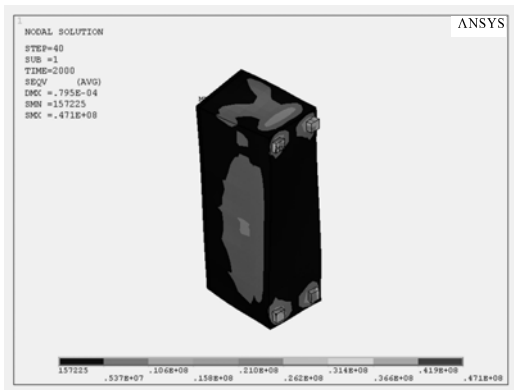 1
ANSYS
NODAL SOLUTION
STEP=40
SUB =1
TIME=2000
SEQV (AVG)
DMX =.795E-04
SMN =157225
SMX =.471E+08
157225 .106E+08 .210E+08 .314E+08 .419E+08
.537E+07 .158E+08 .262E+08 .366E+08 .471E+08